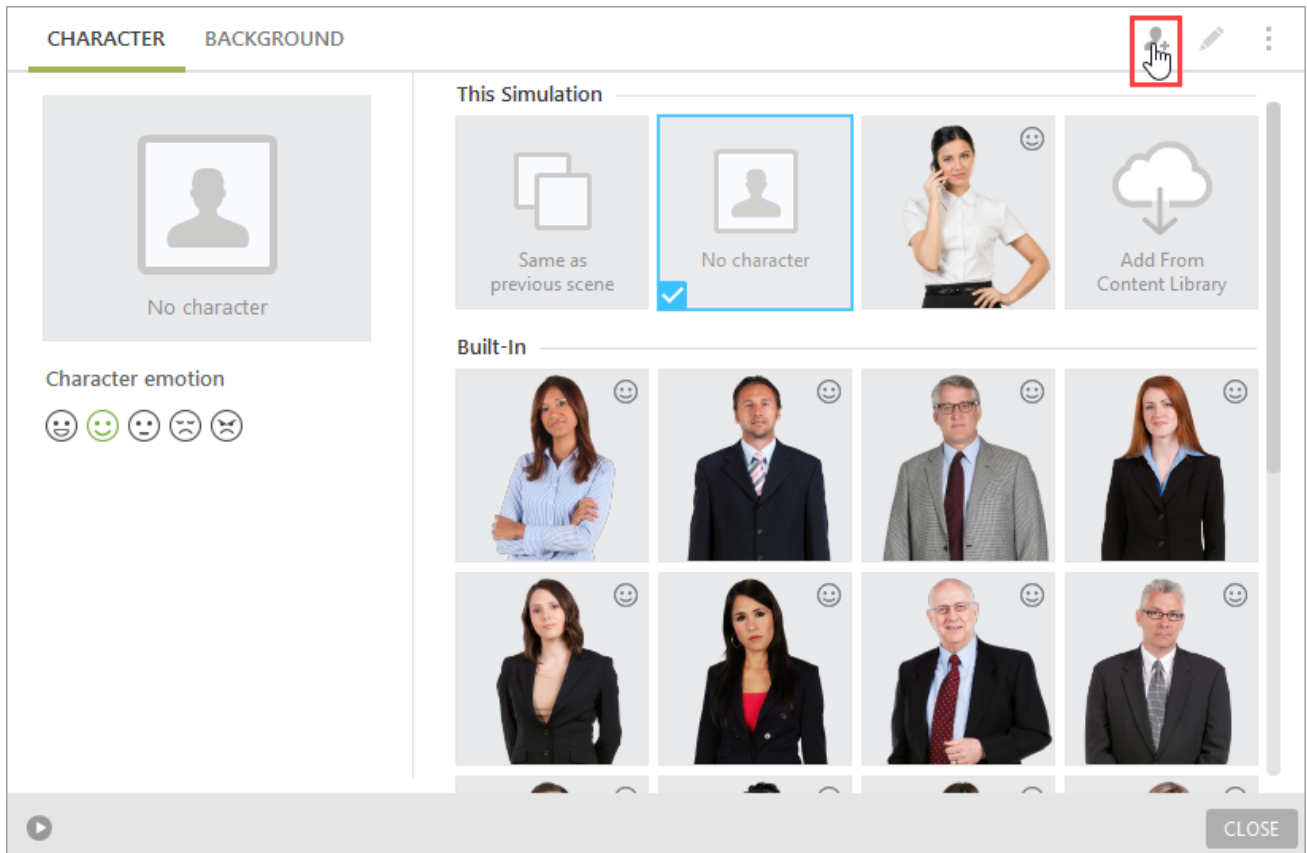 CHARACTER
BACKGROUND
No character
Character emotion
This Simulation
Same as
previous scene
No character
Add From
Content Library
Built-In
CLOSE